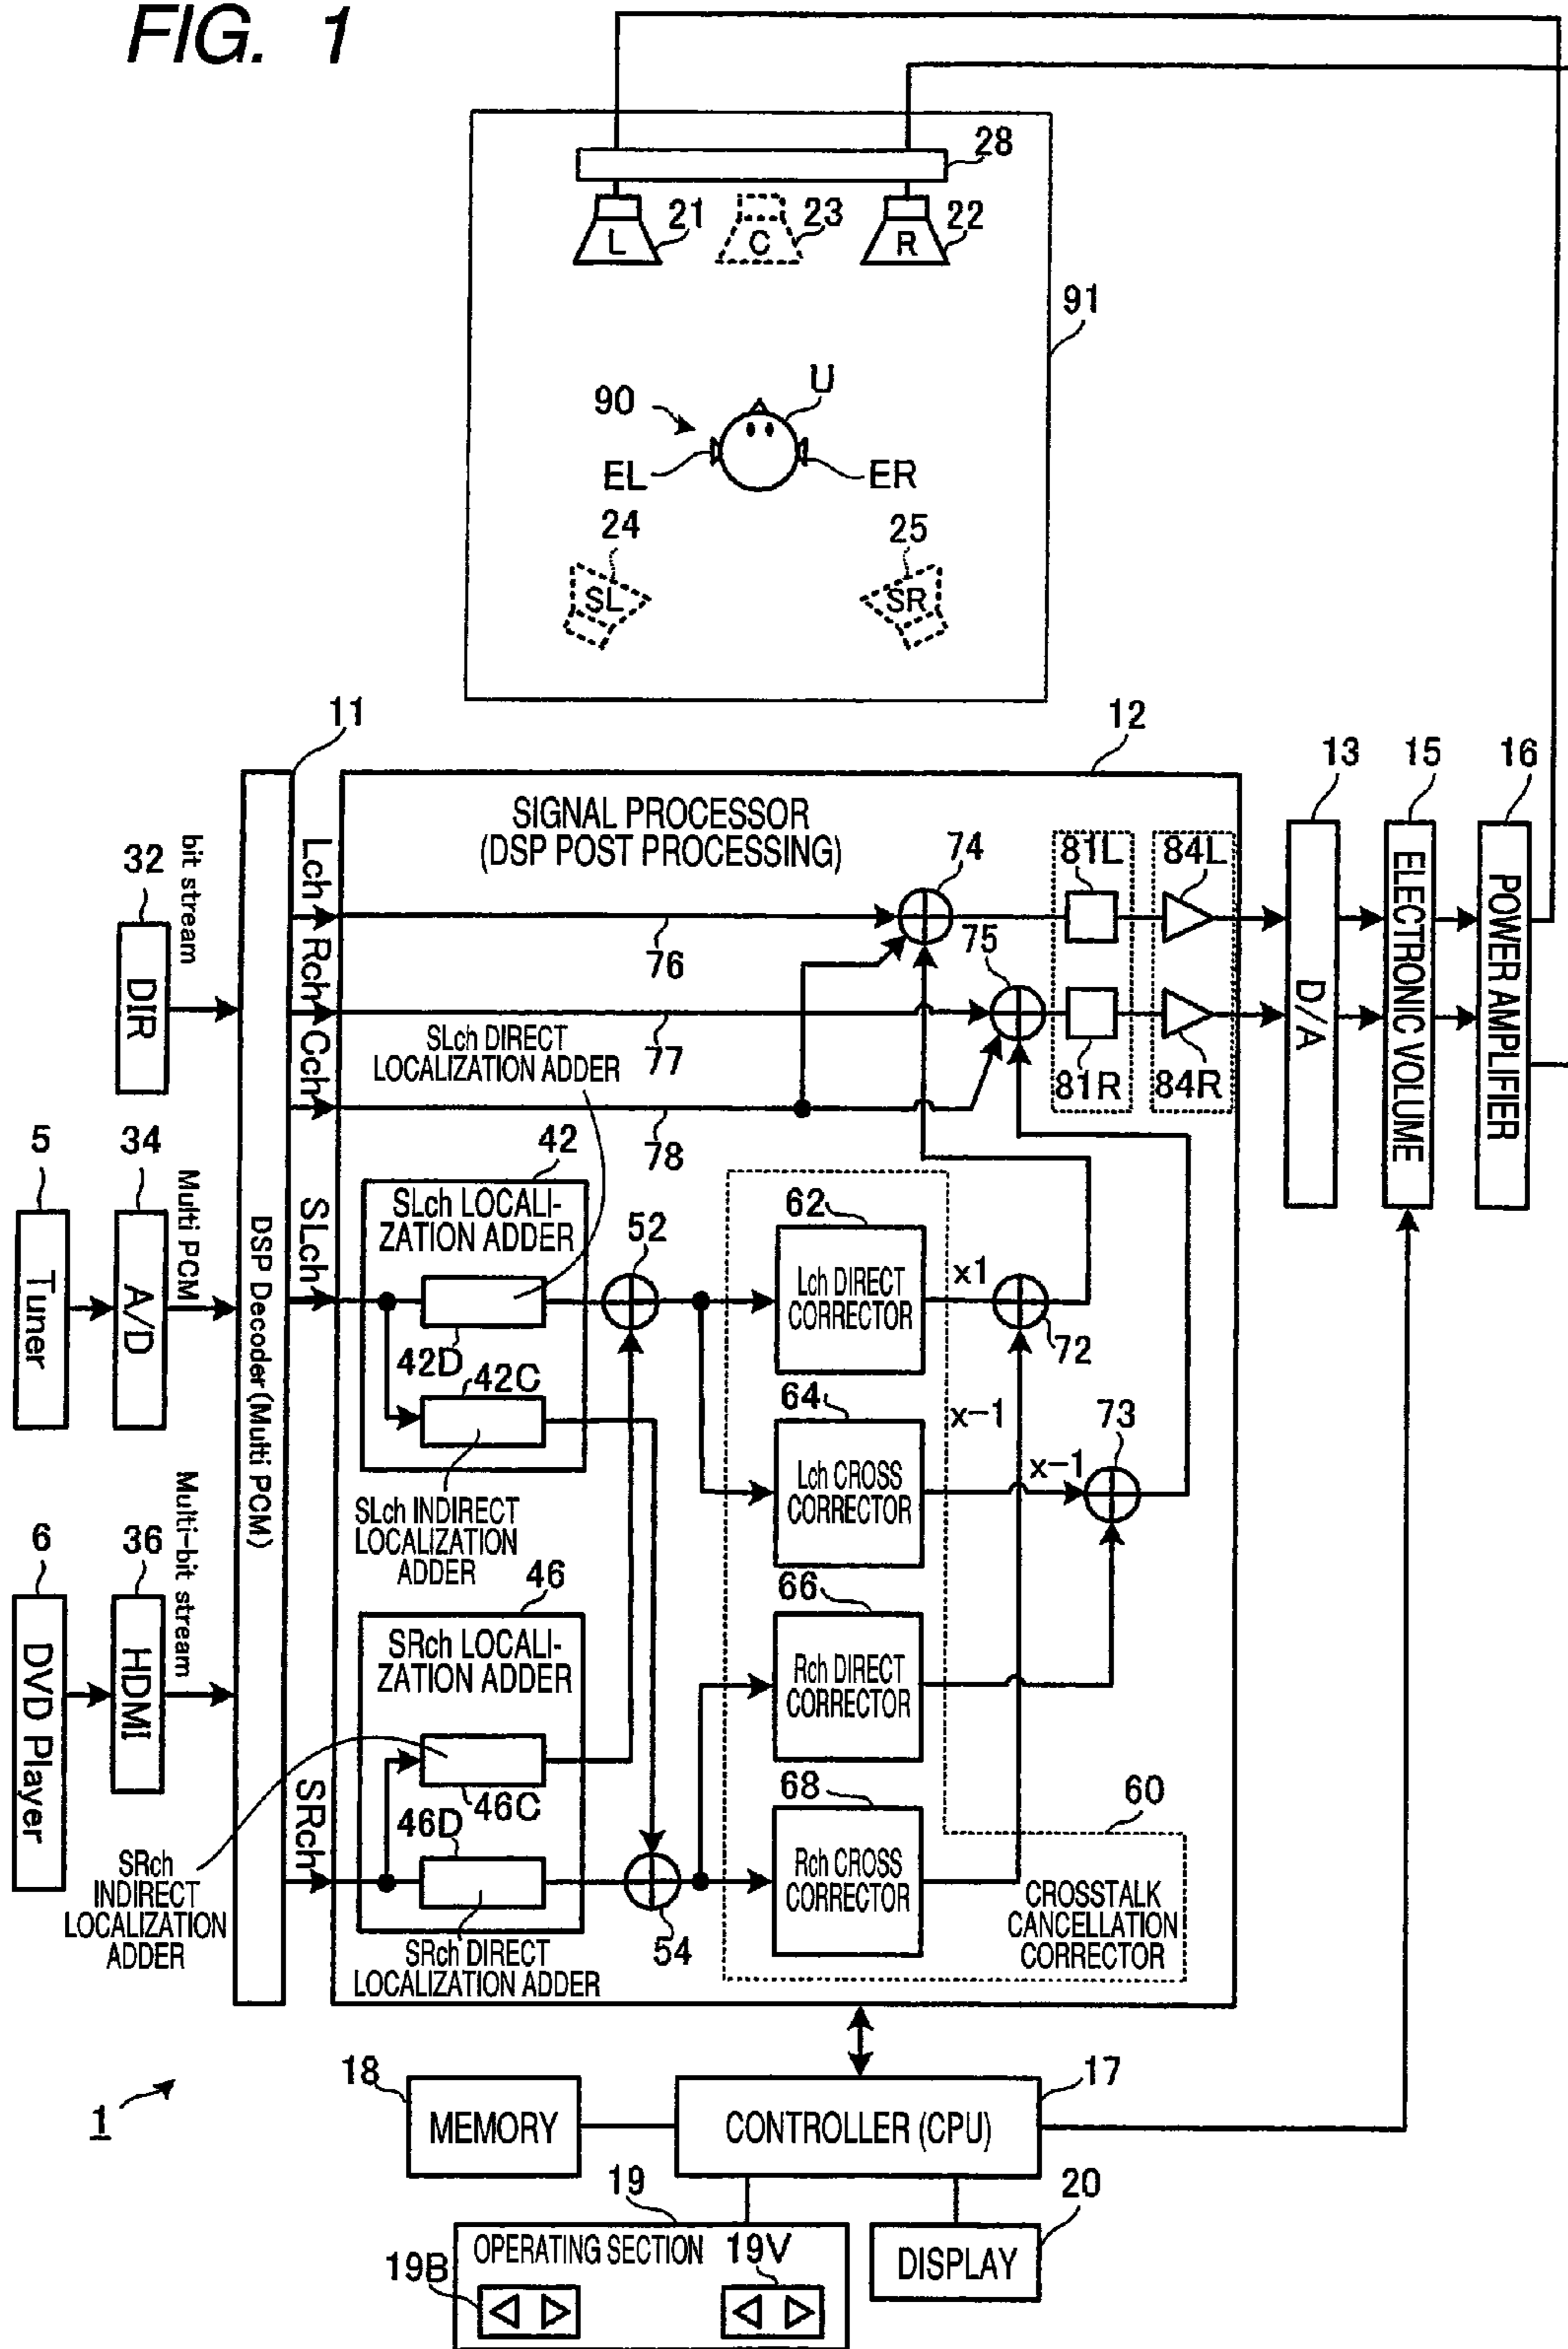 FIG. 1
28
21
23
22
L
C
R
91
U
90
EL
ER
24
25
SL
SR
11
12
13
15
16
SIGNAL PROCESSOR
(DSP POST PROCESSING)
74
81L
84L
32
bit stream
Lch
DIR
76
75
Rch
77
SLch DIRECT
LOCALIZATION ADDER
Cch
81R
84R
D/A
ELECTRONIC VOLUME
POWER AMPLIFIER
78
5
34
Multi PCM
Tuner
A/D
DSP Decoder(Multi PCM)
SLch
42
SLch LOCALI-
ZATION ADDER
52
62
Lch DIRECT
CORRECTOR
x1
72
42D
42C
64
x-1
73
Lch CROSS
CORRECTOR
x-1
SLch INDIRECT
LOCALIZATION
ADDER
6
36
Multi-bit stream
DVD Player
HDMI
46
66
SRch LOCALI-
ZATION ADDER
Rch DIRECT
CORRECTOR
46C
68
60
SRch
46D
SRch
INDIRECT
LOCALIZATION
ADDER
Rch CROSS
CORRECTOR
CROSSTALK
CANCELLATION
CORRECTOR
54
SRch DIRECT
LOCALIZATION ADDER
18
17
1
MEMORY
CONTROLLER (CPU)
19
20
OPERATING SECTION
19V
19B
DISPLAY